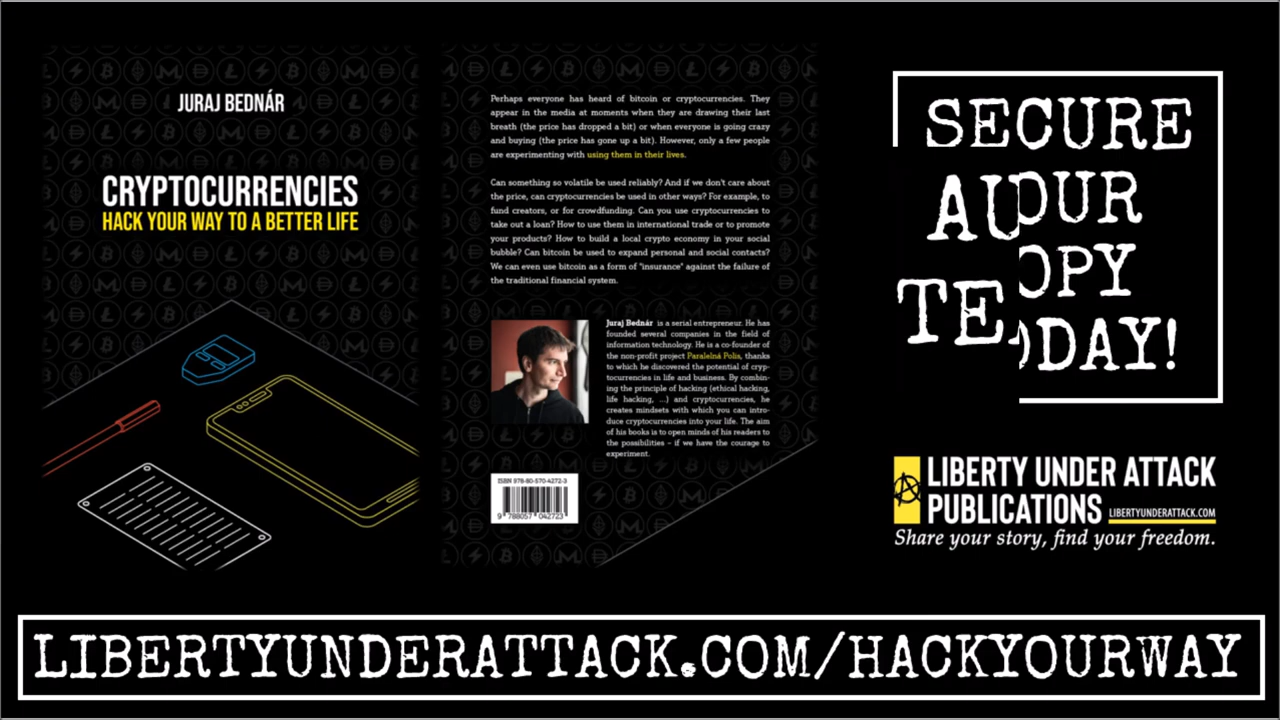 JURAJ BEDNÁR
CRYPTOCURRENCIES
HACK YOUR WAY TO A BETTER LIFE
Perhaps everyone has heard of bitcoin or cryptocurrencies. They
appear in the media at moments when they are drawing their last
breath (the price has dropped a bit) or when everyone is going crazy
and buying (the price has gone up a bit). However, only a few people
are experimenting with using them in their lives.
Can something so volatile be used reliably? And if we don't care about
the price, can cryptocurrencies be used in other ways? For example, to
fund creators, or for crowdfunding. Can you use cryptocurrencies to
take out a loan? How to use them in international trade or to promote
your products? How to build a local crypto economy in your social
bubble? Can bitcoin be used to expand personal and social contacts?
We can even use bitcoin as a form of "insurance" against the failure of
the traditional financial system.
Juraj Bednár is a serial entrepreneur. He has
founded several companies in the field of
information technology. He is a co-founder of
the non-profit project Paralelná Polis, thanks
to which he discovered the potential of cryp-
tocurrencies in life and business. By combin-
ing the principle of hacking (ethical hacking,
life hacking, ...) and cryptocurrencies, he
creates mindsets with which you can intro-
duce cryptocurrencies into your life. The aim
of his books is to open minds of his readers to
the possibilities – if we have the courage to
experiment.
ISBN 978-80-570-4272-3
9 788057 042723
SECURE
AU OUR
OPY
TE ODAY!
LIBERTY UNDER ATTACK
PUBLICATIONS LIBERTYUNDERATTACK.COM
Share your story, find your freedom.
LIBERTYUNDERATTACK.COM/HACKYOURWAY